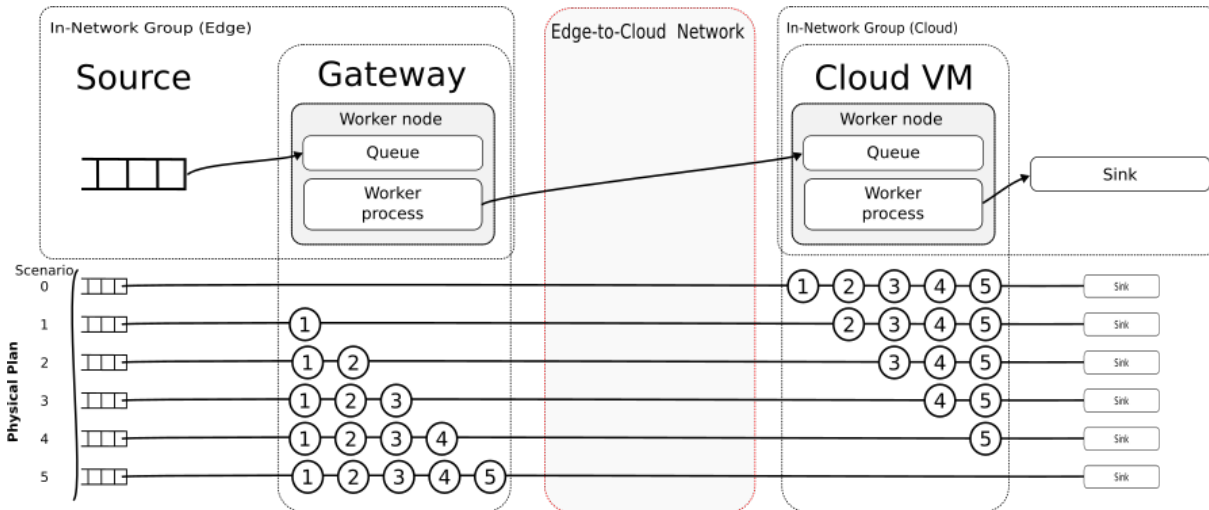 In-Network Group (Edge)
Edge-to-Cloud Network
In-Network Group (Cloud)
Source
Gateway
Cloud VM
Worker node
Worker node
Queue
Queue
Worker
process
Worker
process
Sink
Scenario
Physical Plan
0
1
2
3
4
5
Sink
1
1
2
3
4
5
Sink
2
1
2
3
4
5
Sink
3
1
2
3
4
5
Sink
4
1
2
3
4
5
Sink
5
1
2
3
4
5
Sink